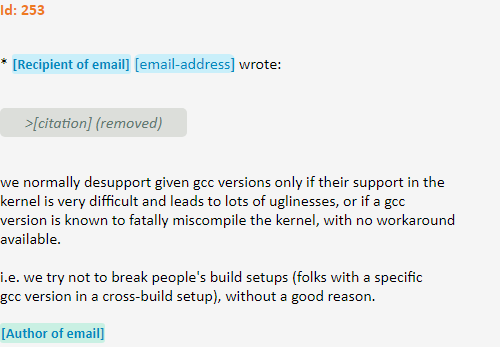 Id: 253
* [Recipient of email] [email-address] wrote:
>[citation] (removed)
we normally desupport given gcc versions only if their support in the
kernel is very difficult and leads to lots of uglinesses, or if a gcc
version is known to fatally miscompile the kernel, with no workaround
available.
i.e. we try not to break people's build setups (folks with a specific
gcc version in a cross-build setup), without a good reason.
[Author of email]